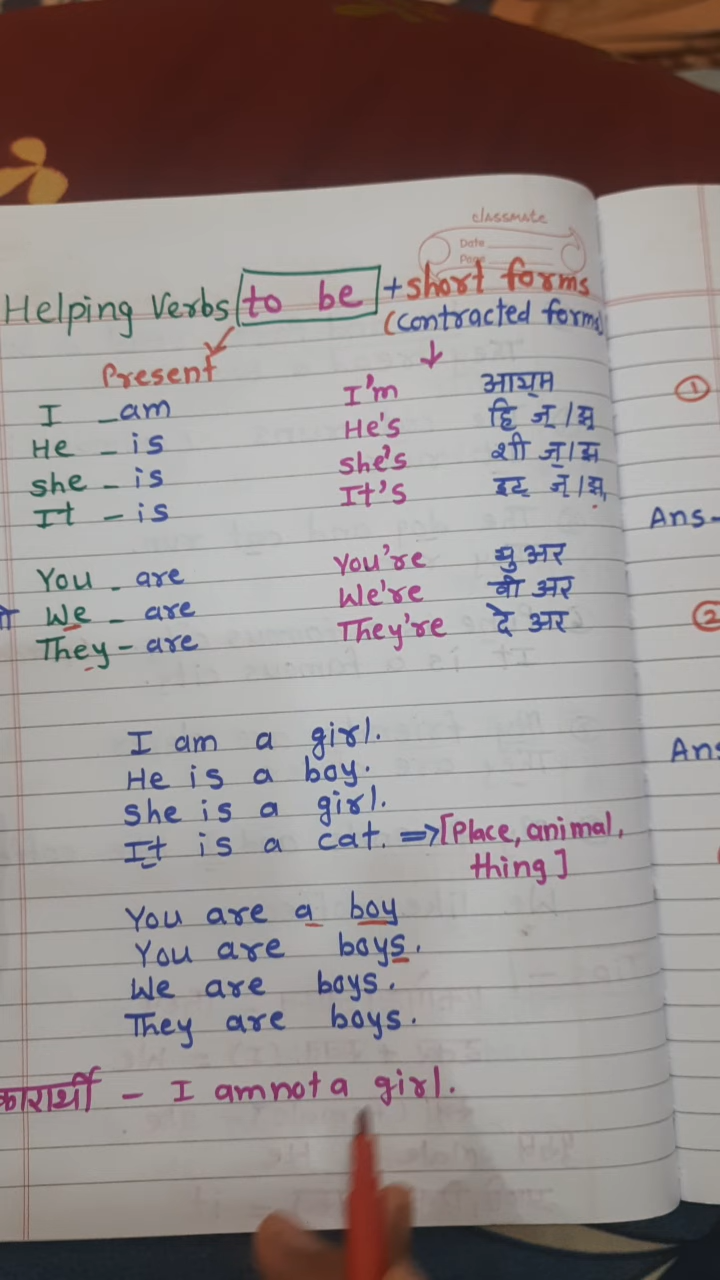 classmate
Date
Page
Helping Verbs to be + short forms
(contracted forms)
Present
I - am I'm आयम
He - is He's हि ज्/झ्
she - is she's शी ज्/झ
It - is It's इट ज्/झ्
You - are You're यु अर
We - are We're वी अर
They - are They're दे अर
I am a girl.
He is a boy.
she is a girl.
It is a cat. ⇒ [Place, animal,
thing]
You are a boy
You are boys.
We are boys.
They are boys.
कारार्थी - I am not a girl.
①
Ans-
②
Ans